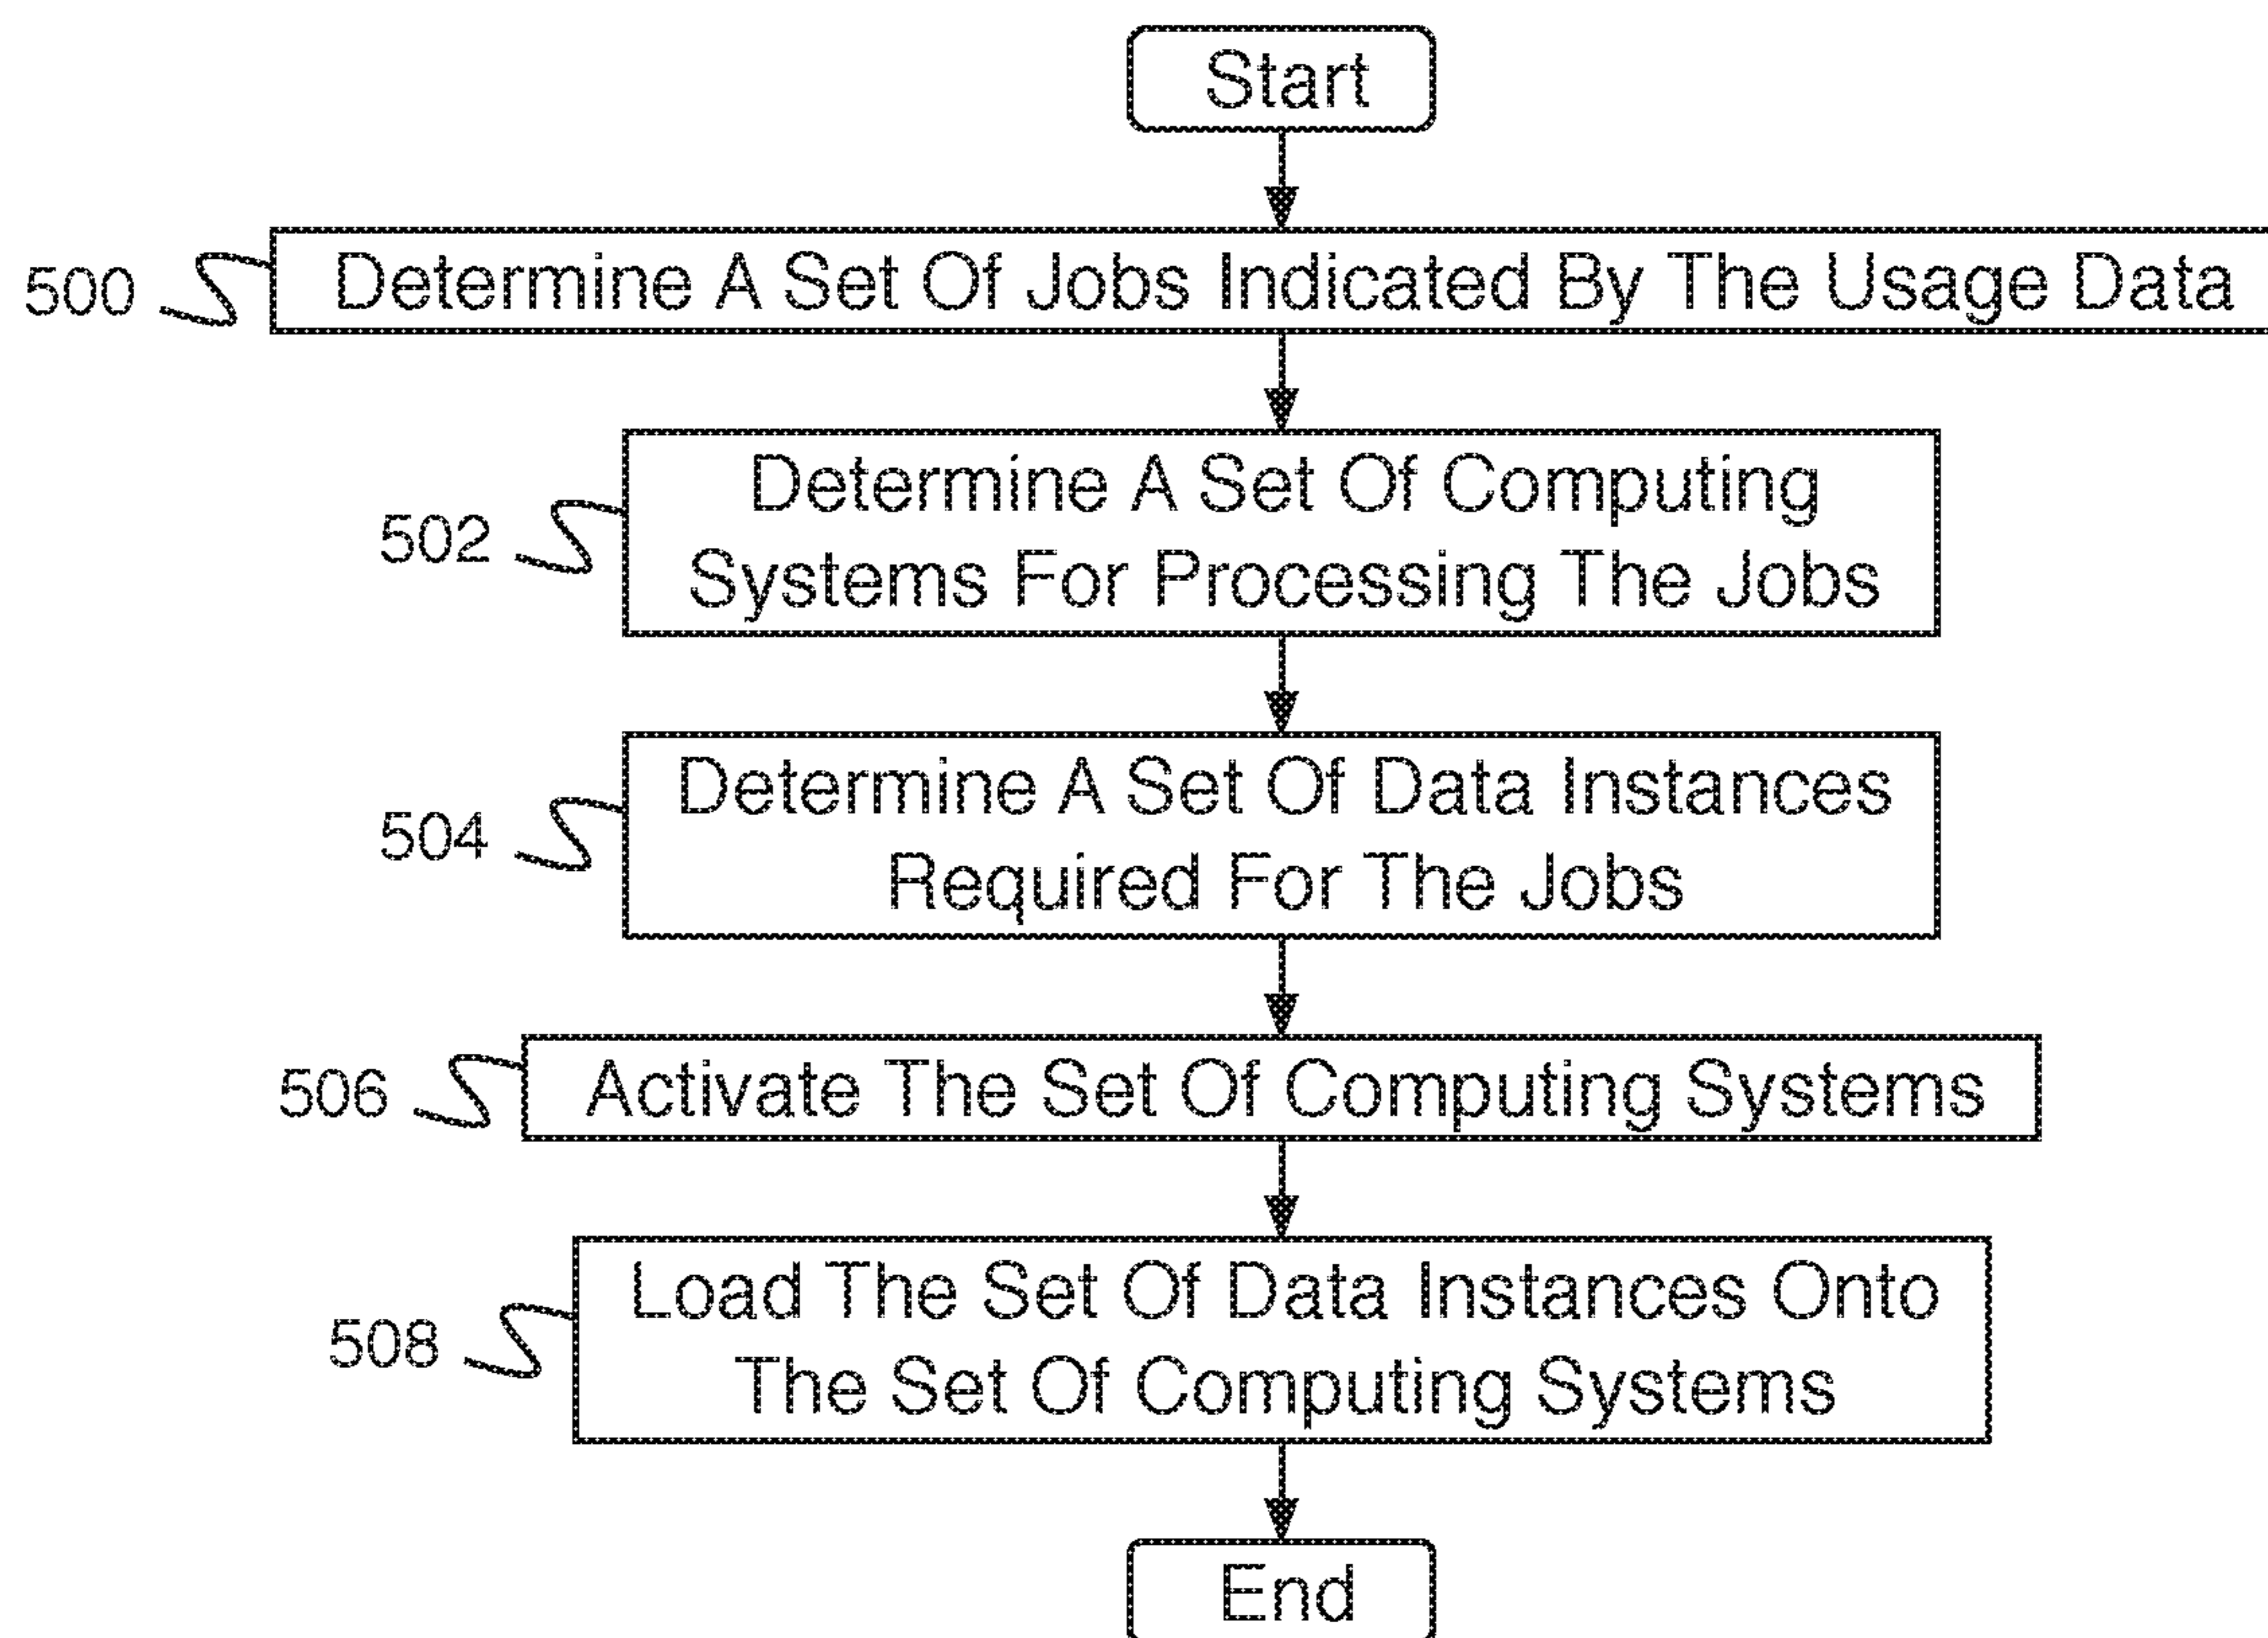 Start
500
Determine A Set Of Jobs Indicated By The Usage Data
502
Determine A Set Of Computing
Systems For Processing The Jobs
504
Determine A Set Of Data Instances
Required For The Jobs
506
Activate The Set Of Computing Systems
508
Load The Set Of Data Instances Onto
The Set Of Computing Systems
End